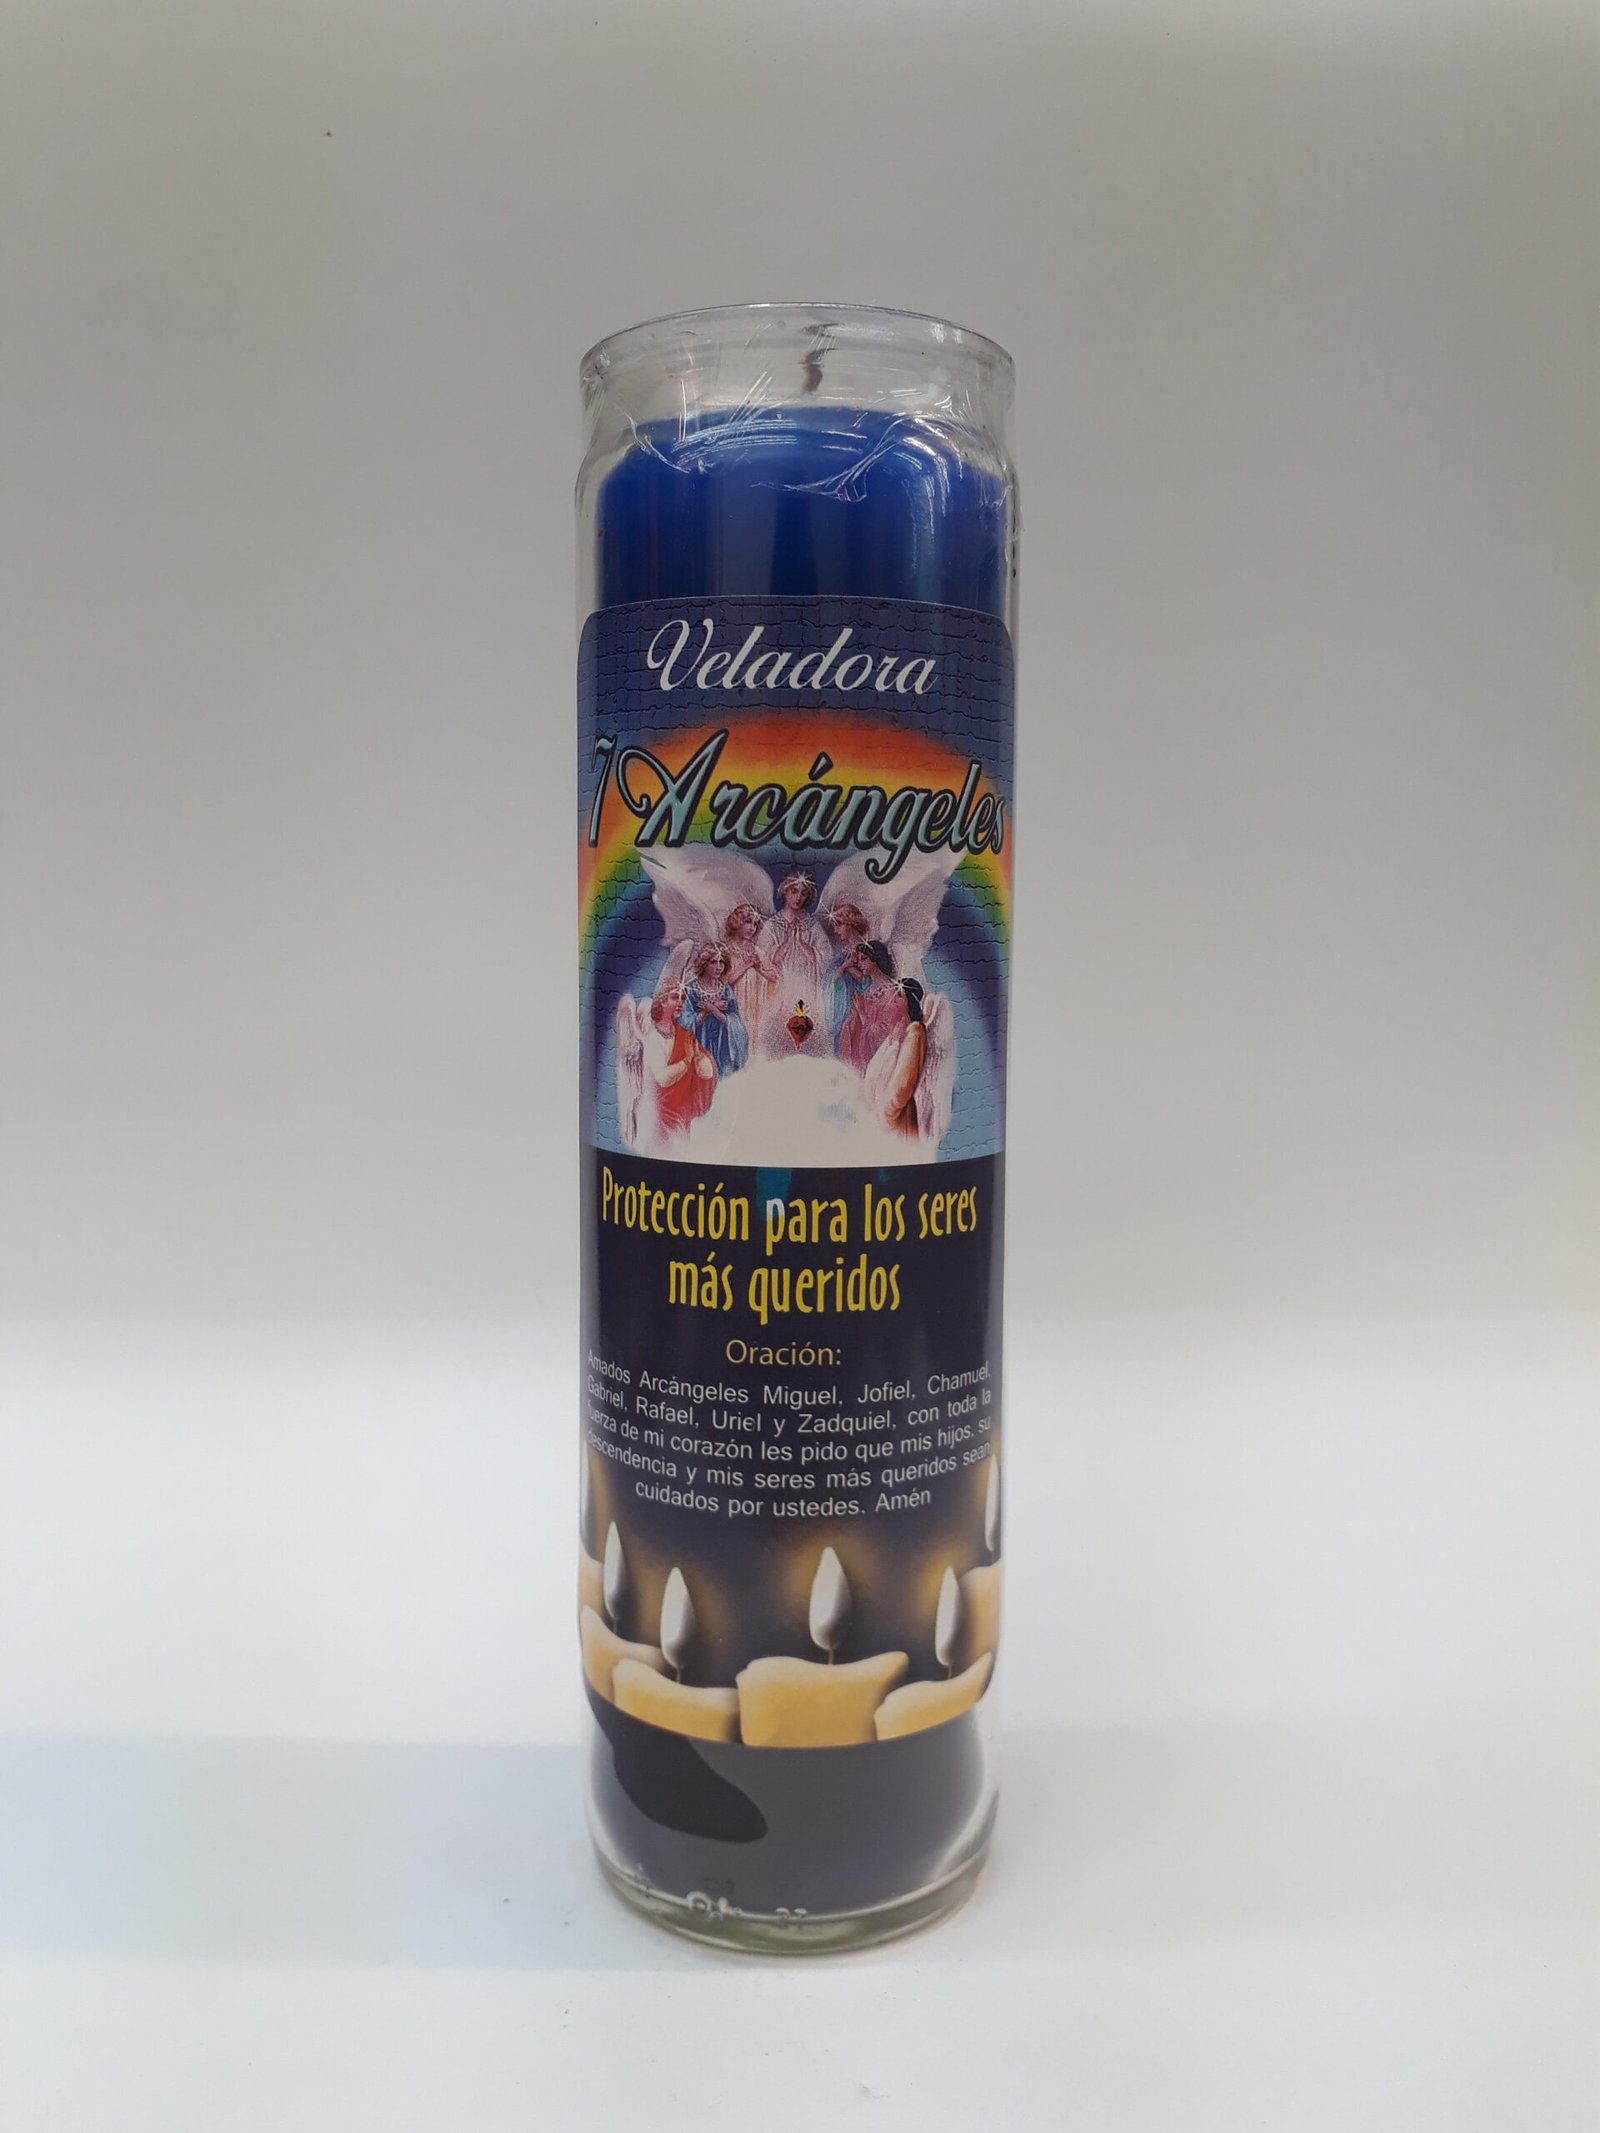 Veladora
7 Arcángeles
Protección para los seres
más queridos
Oración:
Amados Arcángeles Miguel, Jofiel, Chamuel,
Gabriel, Rafael, Uriel y Zadquiel, con toda la
fuerza de mi corazón les pido que mis hijos, su
descendencia y mis seres más queridos sean
cuidados por ustedes. Amén